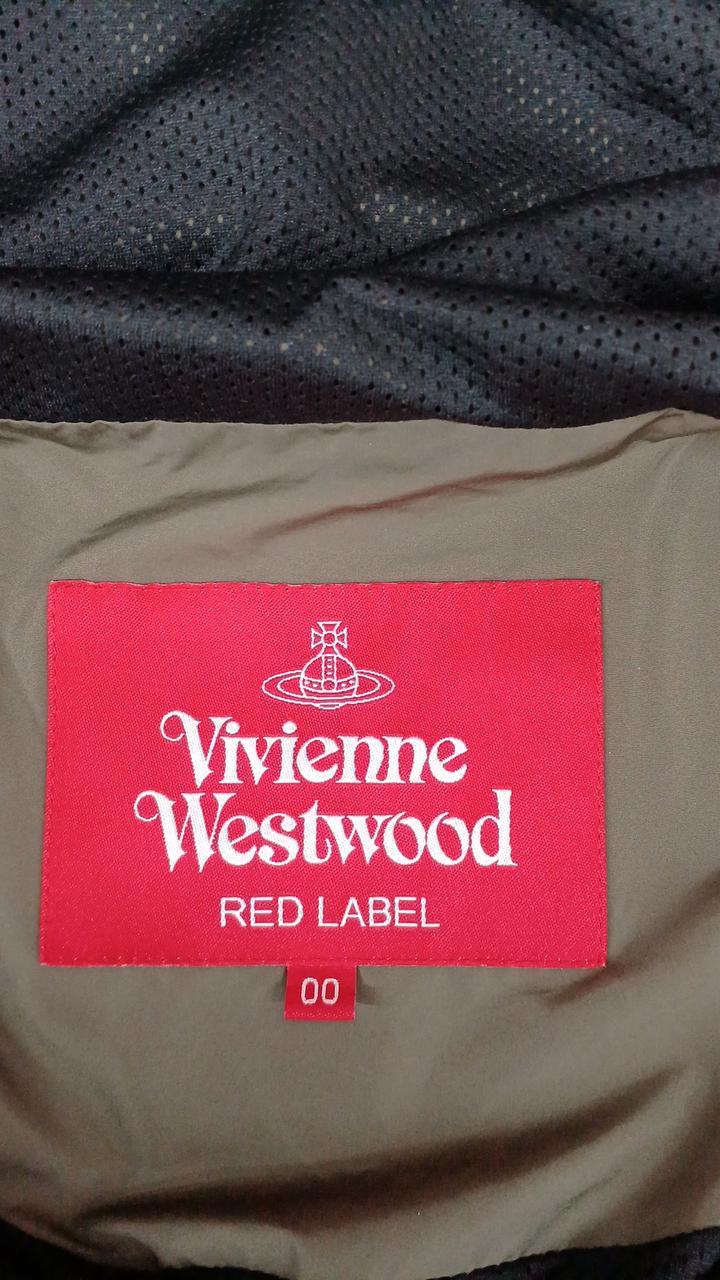 Vivienne
Westwood
RED LABEL
00